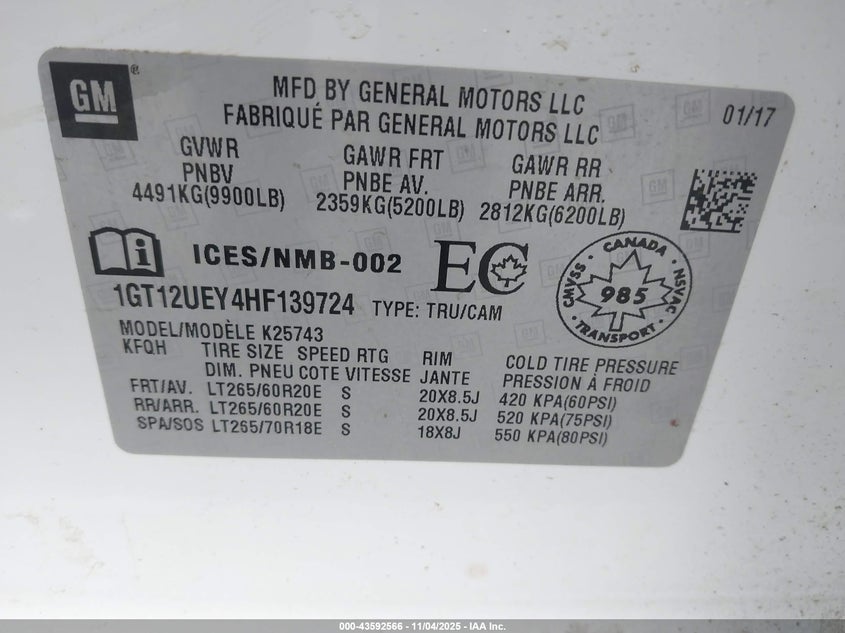 GM ®
MFD BY GENERAL MOTORS LLC
FABRIQUÉ PAR GENERAL MOTORS LLC
01/17
GVWR GAWR FRT GAWR RR
PNBV PNBE AV. PNBE ARR.
4491KG(9900LB) 2359KG(5200LB) 2812KG(6200LB)
i ICES/NMB-002 EC
CANADA
CMVSS 985 NSVAC
TRANSPORT
1GT12UEY4HF139724 TYPE: TRU/CAM
MODEL/MODÈLE K25743
KFQH TIRE SIZE SPEED RTG RIM COLD TIRE PRESSURE
DIM. PNEU COTE VITESSE JANTE PRESSION À FROID
FRT/AV. LT265/60R20E S 20X8.5J 420 KPA(60PSI)
RR/ARR. LT265/60R20E S 20X8.5J 520 KPA(75PSI)
SPA/SOS LT265/70R18E S 18X8J 550 KPA(80PSI)
000-43592566 - 11/04/2025 - IAA Inc.